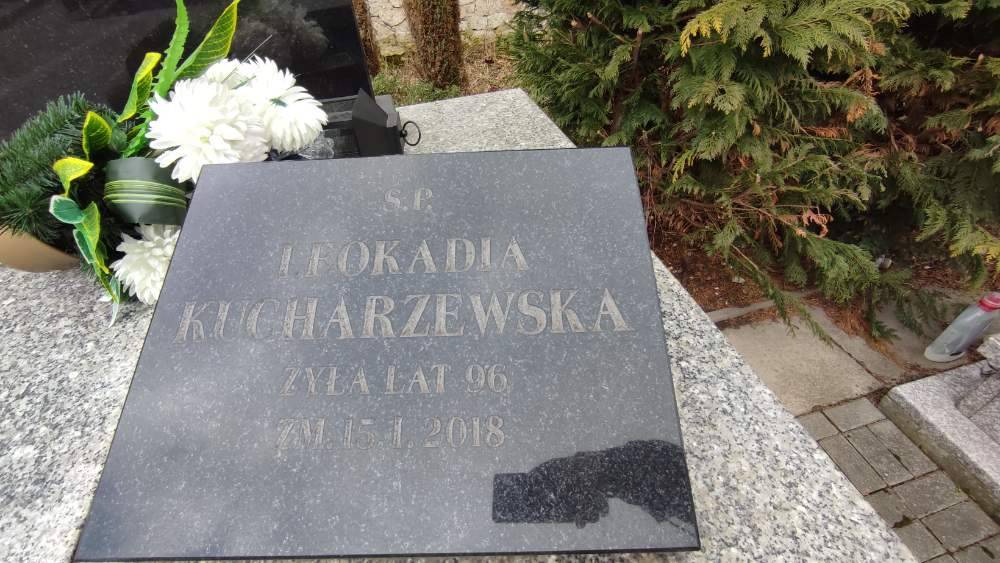 Ś.P.
LEOKADIA
KUCHARZEWSKA
ŻYŁA LAT 96
ZM. 15.1.2018